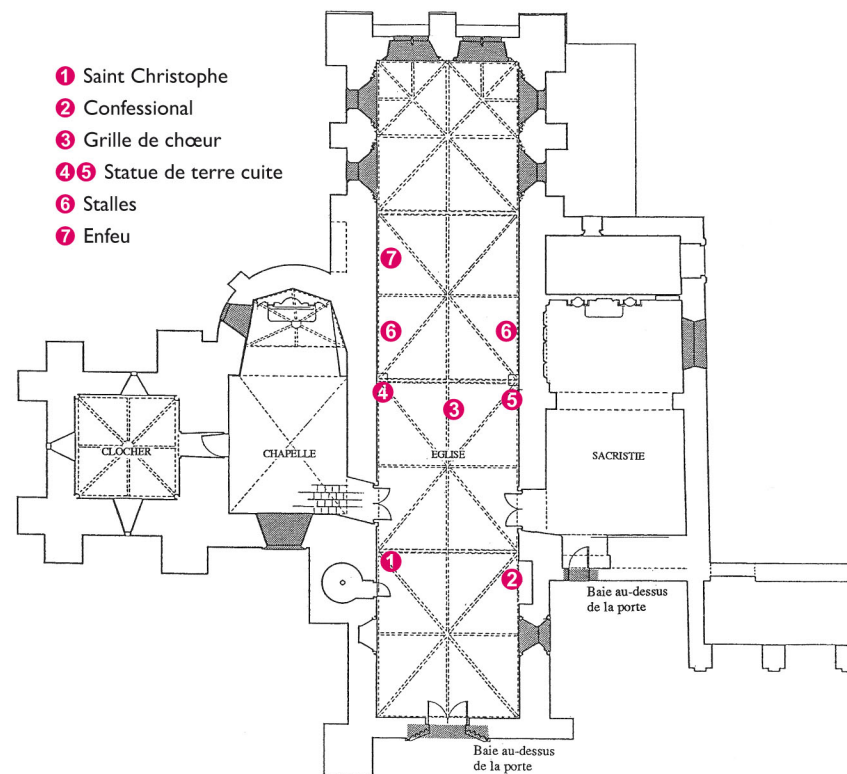 1 Saint Christophe
2 Confessional
3 Grille de chœur
4 5 Statue de terre cuite
6 Stalles
7 Enfeu
7
6 6
4 5
3
CLOCHER CHAPELLE EGLISE SACRISTIE
1
2
Baie au-dessus
de la porte
Baie au-dessus
de la porte